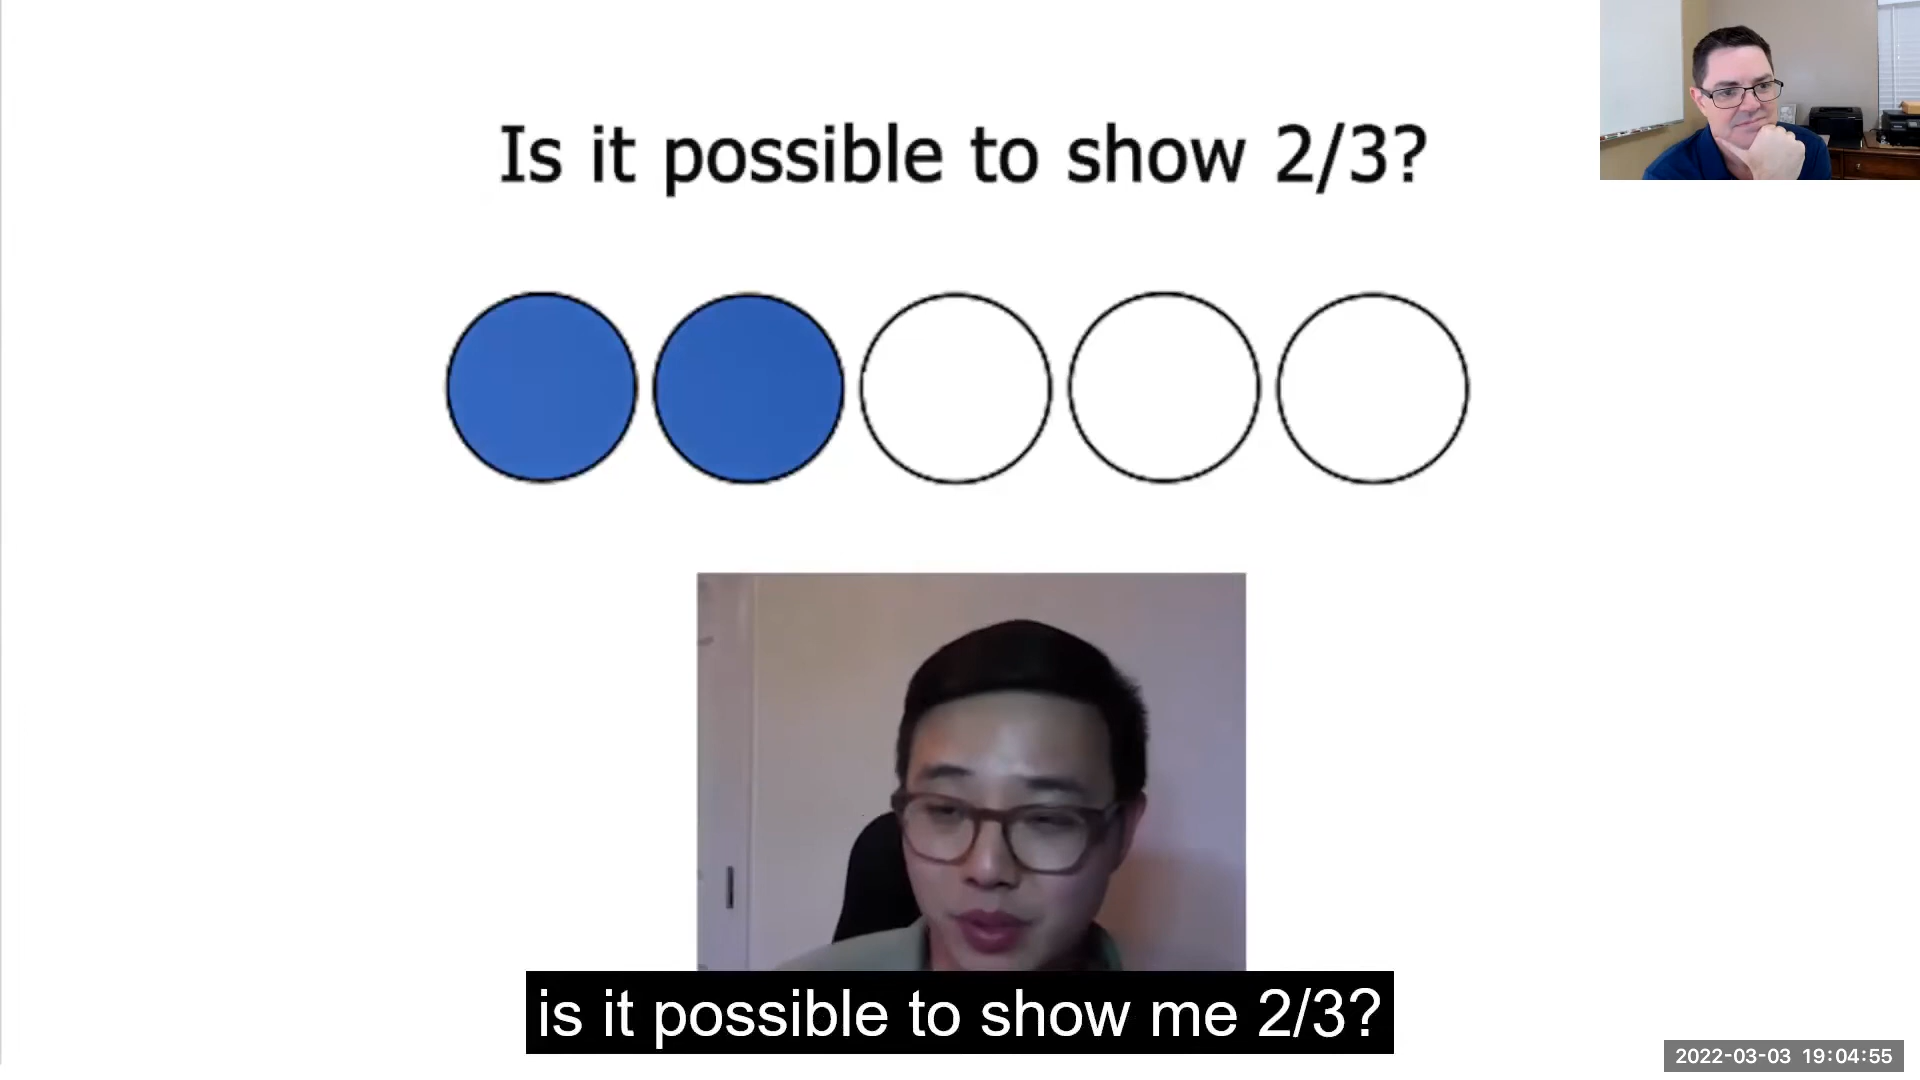 Is it possible to show 2/3?
is it possible to show me 2/3?
2022-03-03 19:04:55